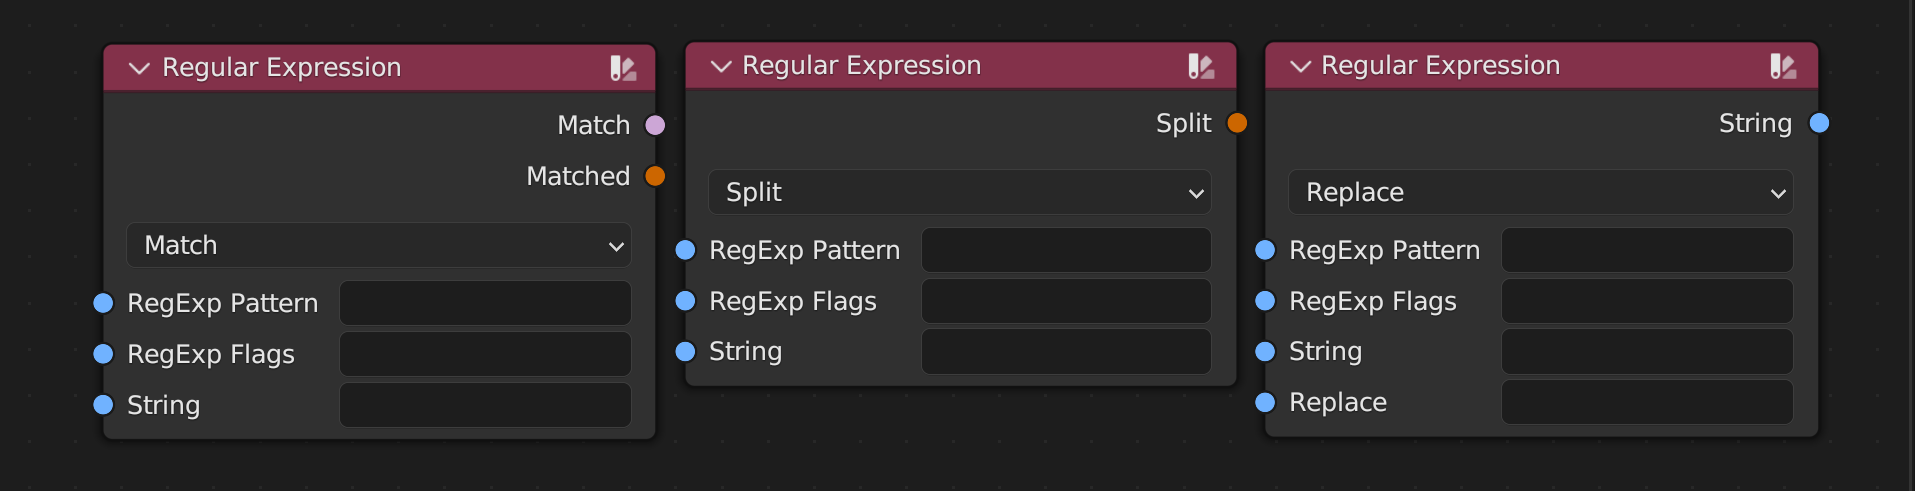 Regular Expression
Match
Matched
Match
RegExp Pattern
RegExp Flags
String
Regular Expression
Split
Split
RegExp Pattern
RegExp Flags
String
Regular Expression
String
Replace
RegExp Pattern
RegExp Flags
String
Replace